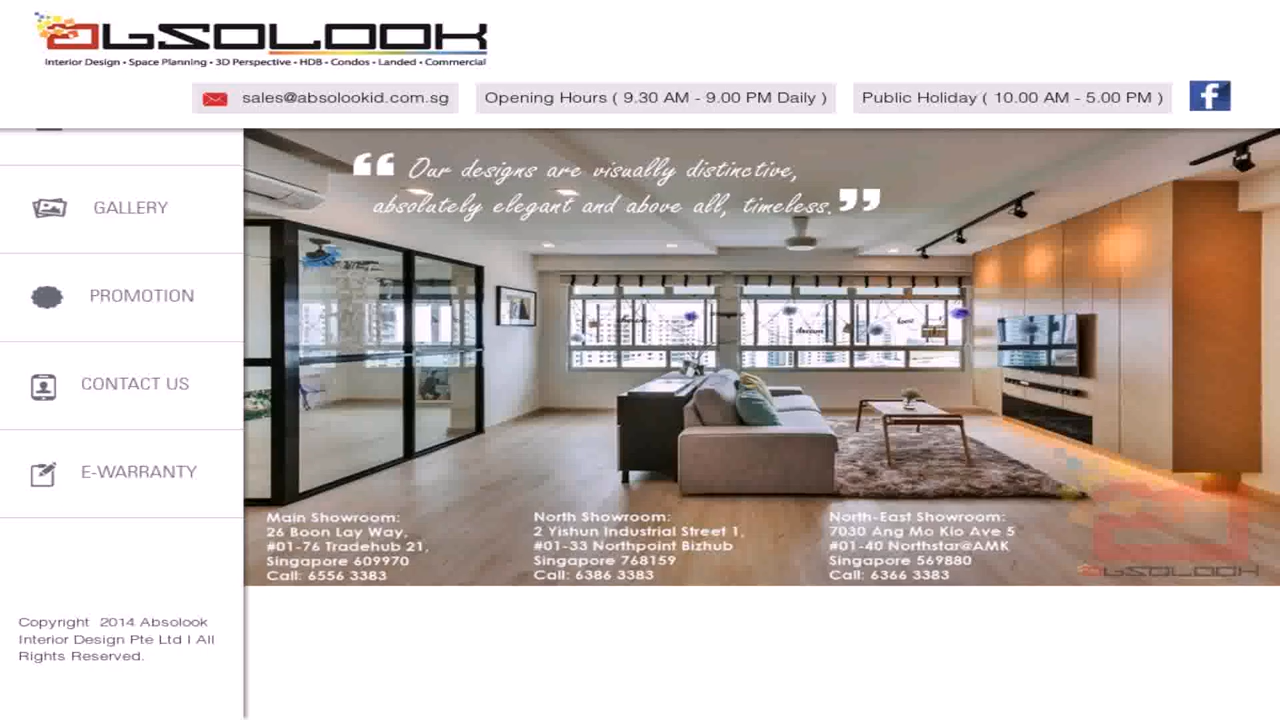 absolook
Interior Design • Space Planning • 3D Perspective • HDB • Condos • Landed • Commercial
sales@absolookid.com.sg
Opening Hours ( 9.30 AM - 9.00 PM Daily )
Public Holiday ( 10.00 AM - 5.00 PM )
f
GALLERY
PROMOTION
CONTACT US
E-WARRANTY
“ Our designs are visually distinctive,
absolutely elegant and above all, timeless. ”
Main Showroom:
26 Boon Lay Way,
#01-76 Tradehub 21,
Singapore 609970
Call: 6556 3383
North Showroom:
2 Yishun Industrial Street 1,
#01-33 Northpoint Bizhub
Singapore 768159
Call: 6386 3383
North-East Showroom:
7030 Ang Mo Kio Ave 5
#01-40 Northstar@AMK
Singapore 569880
Call: 6366 3383
absolook
Copyright 2014 Absolook
Interior Design Pte Ltd I All
Rights Reserved.